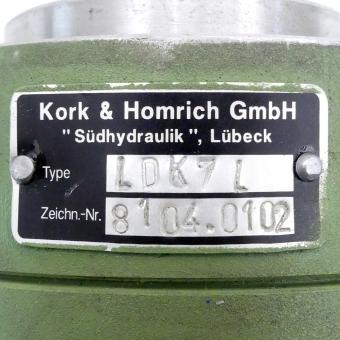 Kork & Homrich GmbH
"Südhydraulik", Lübeck
Type LDK7L
Zeichn.-Nr. 8104.0102